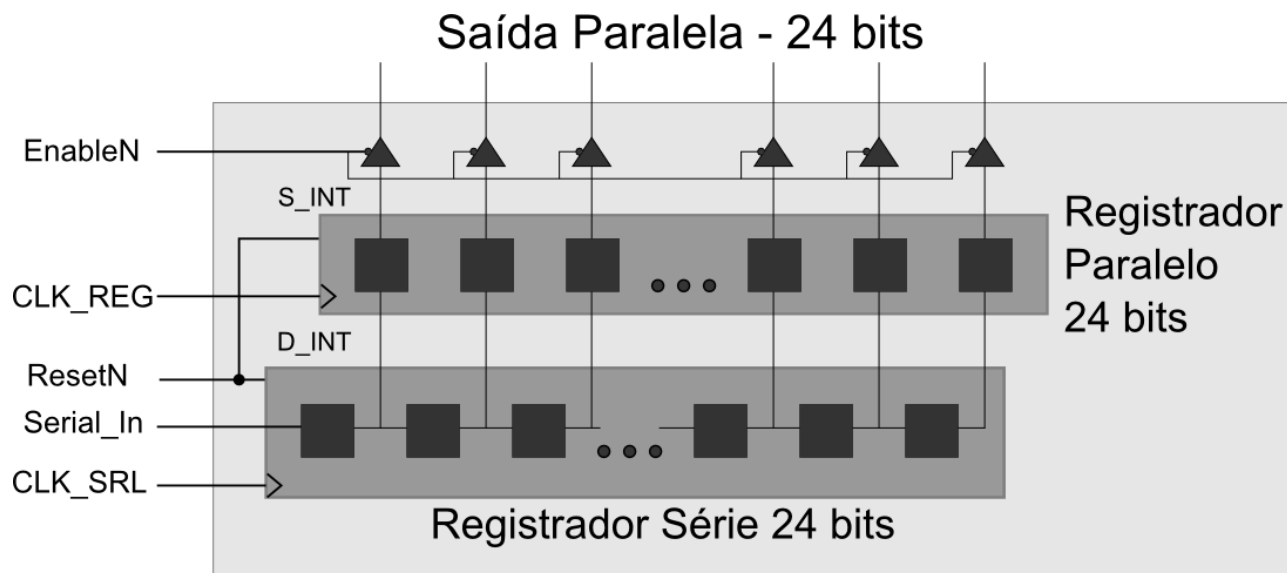 Saída Paralela - 24 bits
EnableN
S_INT
Registrador
Paralelo
24 bits
CLK_REG
D_INT
ResetN
Serial_In
CLK_SRL
Registrador Série 24 bits